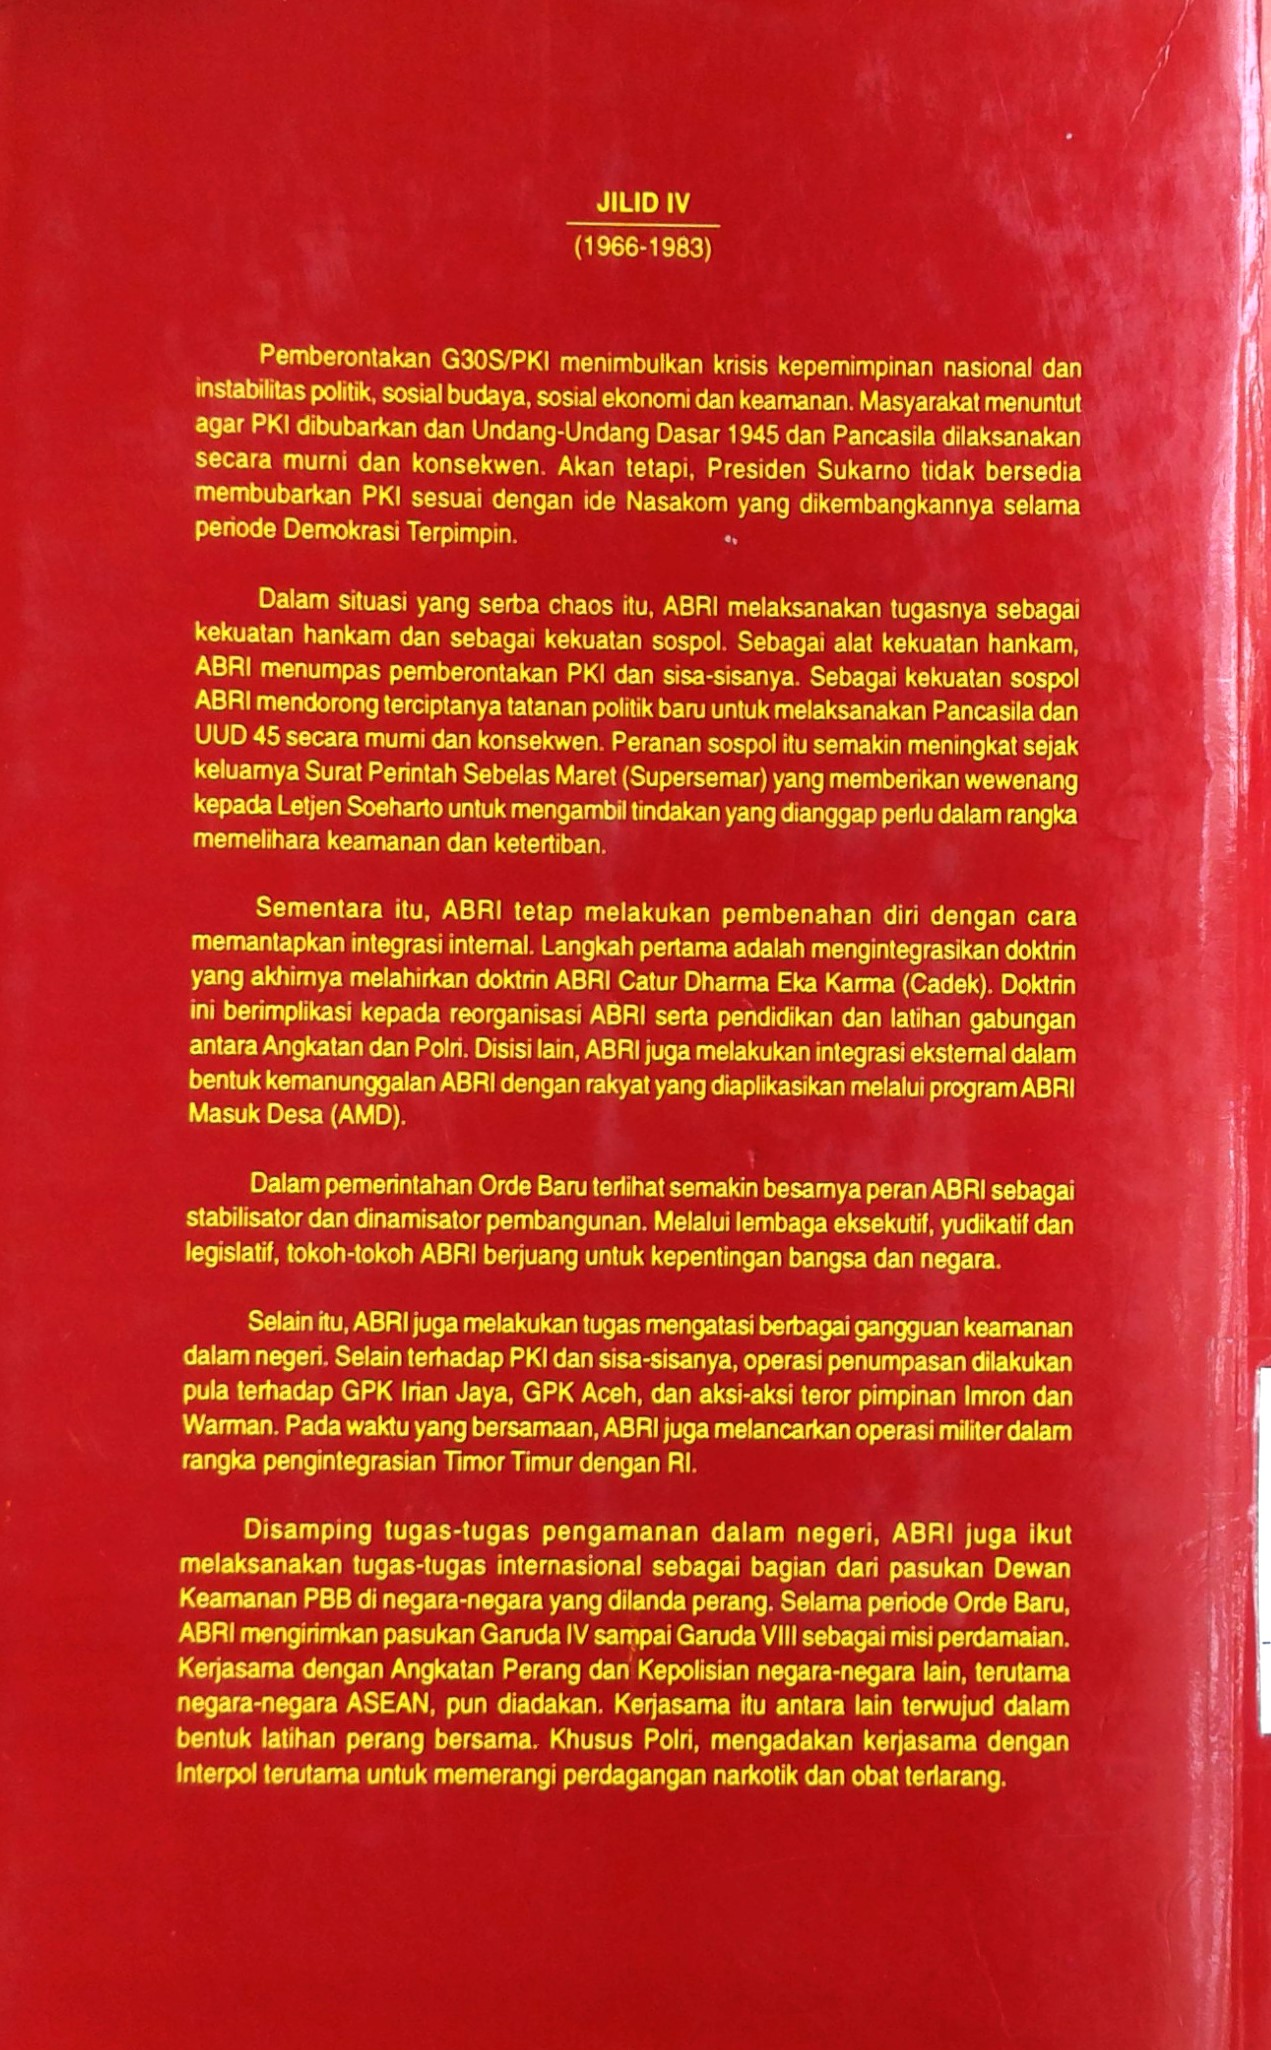 JILID IV
(1966-1983)
Pemberontakan G30S/PKI menimbulkan krisis kepemimpinan nasional dan
instabilitas politik, sosial budaya, sosial ekonomi dan keamanan. Masyarakat menuntut
agar PKI dibubarkan dan Undang-Undang Dasar 1945 dan Pancasila dilaksanakan
secara murni dan konsekwen. Akan tetapi, Presiden Sukarno tidak bersedia
membubarkan PKI sesuai dengan ide Nasakom yang dikembangkannya selama
periode Demokrasi Terpimpin.
Dalam situasi yang serba chaos itu, ABRI melaksanakan tugasnya sebagai
kekuatan hankam dan sebagai kekuatan sospol. Sebagai alat kekuatan hankam,
ABRI menumpas pemberontakan PKI dan sisa-sisanya. Sebagai kekuatan sospol
ABRI mendorong terciptanya tatanan politik baru untuk melaksanakan Pancasila dan
UUD 45 secara murni dan konsekwen. Peranan sospol itu semakin meningkat sejak
keluarnya Surat Perintah Sebelas Maret (Supersemar) yang memberikan wewenang
kepada Letjen Soeharto untuk mengambil tindakan yang dianggap perlu dalam rangka
memelihara keamanan dan ketertiban.
Sementara itu, ABRI tetap melakukan pembenahan diri dengan cara
memantapkan integrasi internal. Langkah pertama adalah mengintegrasikan doktrin
yang akhirnya melahirkan doktrin ABRI Catur Dharma Eka Karma (Cadek). Doktrin
ini berimplikasi kepada reorganisasi ABRI serta pendidikan dan latihan gabungan
antara Angkatan dan Polri. Disisi lain, ABRI juga melakukan integrasi eksternal dalam
bentuk kemanunggalan ABRI dengan rakyat yang diaplikasikan melalui program ABRI
Masuk Desa (AMD).
Dalam pemerintahan Orde Baru terlihat semakin besarnya peran ABRI sebagai
stabilisator dan dinamisator pembangunan. Melalui lembaga eksekutif, yudikatif dan
legislatif, tokoh-tokoh ABRI berjuang untuk kepentingan bangsa dan negara.
Selain itu, ABRI juga melakukan tugas mengatasi berbagai gangguan keamanan
dalam negeri. Selain terhadap PKI dan sisa-sisanya, operasi penumpasan dilakukan
pula terhadap GPK Irian Jaya, GPK Aceh, dan aksi-aksi teror pimpinan Imron dan
Warman. Pada waktu yang bersamaan, ABRI juga melancarkan operasi militer dalam
rangka pengintegrasian Timor Timur dengan RI.
Disamping tugas-tugas pengamanan dalam negeri, ABRI juga ikut
melaksanakan tugas-tugas internasional sebagai bagian dari pasukan Dewan
Keamanan PBB di negara-negara yang dilanda perang. Selama periode Orde Baru,
ABRI mengirimkan pasukan Garuda IV sampai Garuda VIII sebagai misi perdamaian.
Kerjasama dengan Angkatan Perang dan Kepolisian negara-negara lain, terutama
negara-negara ASEAN, pun diadakan. Kerjasama itu antara lain terwujud dalam
bentuk latihan perang bersama. Khusus Polri, mengadakan kerjasama dengan
Interpol terutama untuk memerangi perdagangan narkotik dan obat terlarang.